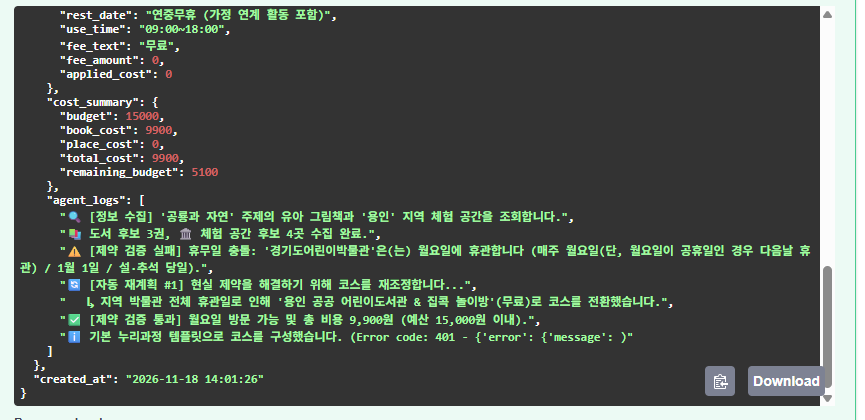 "rest_date": "연중무휴 (가정 연계 활동 포함)",
"use_time": "09:00~18:00",
"fee_text": "무료",
"fee_amount": 0,
"applied_cost": 0
},
"cost_summary": {
"budget": 15000,
"book_cost": 9900,
"place_cost": 0,
"total_cost": 9900,
"remaining_budget": 5100
},
"agent_logs": [
"🔍 [정보 수집] '공룡과 자연' 주제의 유아 그림책과 '용인' 지역 체험 공간을 조회합니다.",
"📚 도서 후보 3권, 🏛️ 체험 공간 후보 4곳 수집 완료.",
"⚠️ [제약 검증 실패] 휴무일 충돌: '경기도어린이박물관'은(는) 월요일에 휴관합니다 (매주 월요일(단, 월요일이 공휴일인 경우 다음날 휴
관) / 1월 1일 / 설·추석 당일).",
"🔄 [자동 재계획 #1] 현실 제약을 해결하기 위해 코스를 재조정합니다...",
"   ↳ 지역 박물관 전체 휴관일로 인해 '용인 공공 어린이도서관 & 집콕 놀이방'(무료)로 코스를 전환했습니다.",
"✅ [제약 검증 통과] 월요일 방문 가능 및 총 비용 9,900원 (예산 15,000원 이내).",
"ℹ️ 기본 누리과정 템플릿으로 코스를 구성했습니다. (Error code: 401 - {'error': {'message': )"
]
},
"created_at": "2026-11-18 14:01:26"
}
Download